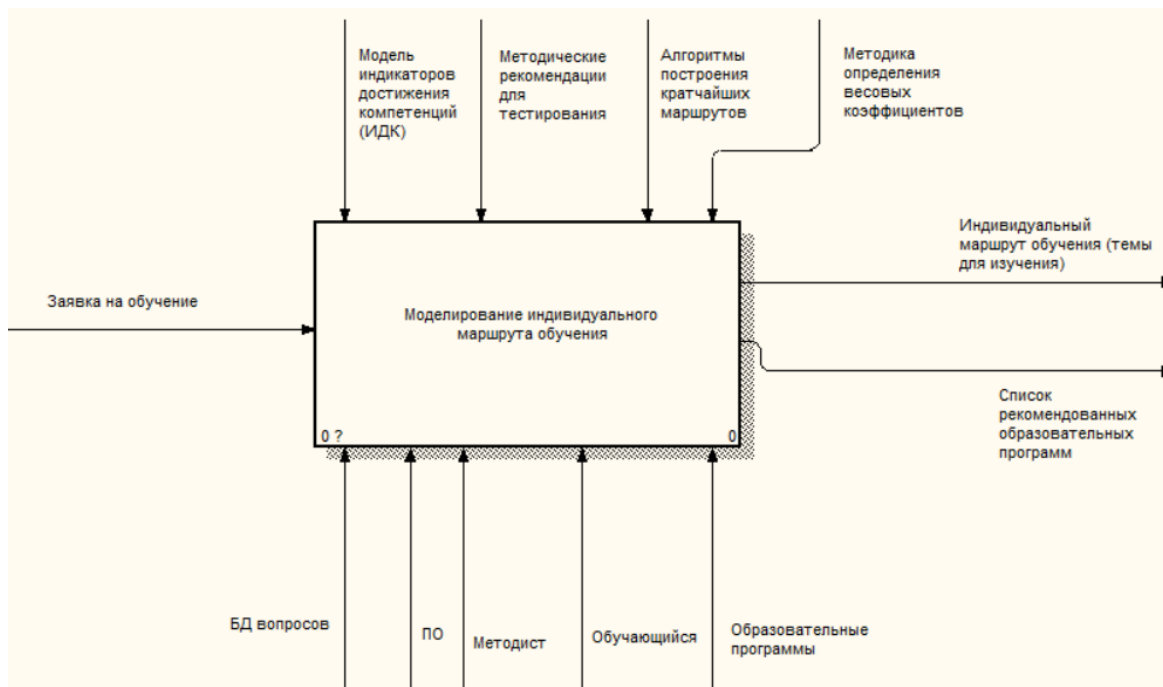 Модель
индикаторов
достижения
компетенций
(ИДК)
Методические
рекомендации
для
тестирования
Алгоритмы
построения
кратчайших
маршрутов
Методика
определения
весовых
коэффициентов
Индивидуальный
маршрут обучения (темы
для изучения)
Заявка на обучение
Моделирование индивидуального
маршрута обучения
0 ?
0
Список
рекомендованных
образовательных
программ
БД вопросов
ПО
Методист
Обучающийся
Образовательные
программы